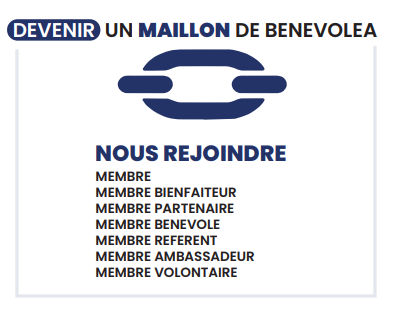 DEVENIR UN MAILLON DE BENEVOLEA
NOUS REJOINDRE
MEMBRE
MEMBRE BIENFAITEUR
MEMBRE PARTENAIRE
MEMBRE BENEVOLE
MEMBRE REFERENT
MEMBRE AMBASSADEUR
MEMBRE VOLONTAIRE